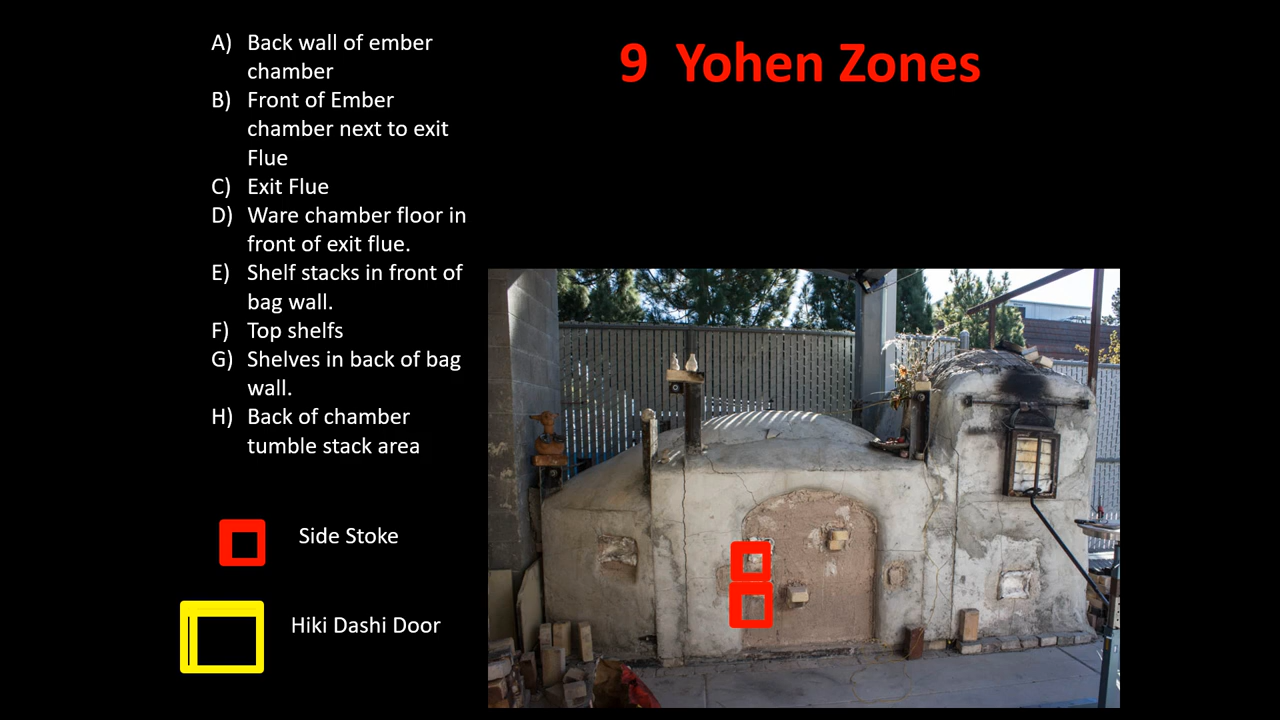 9 Yohen Zones
A) Back wall of ember
chamber
B) Front of Ember
chamber next to exit
Flue
C) Exit Flue
D) Ware chamber floor in
front of exit flue.
E) Shelf stacks in front of
bag wall.
F) Top shelfs
G) Shelves in back of bag
wall.
H) Back of chamber
tumble stack area
Side Stoke
Hiki Dashi Door